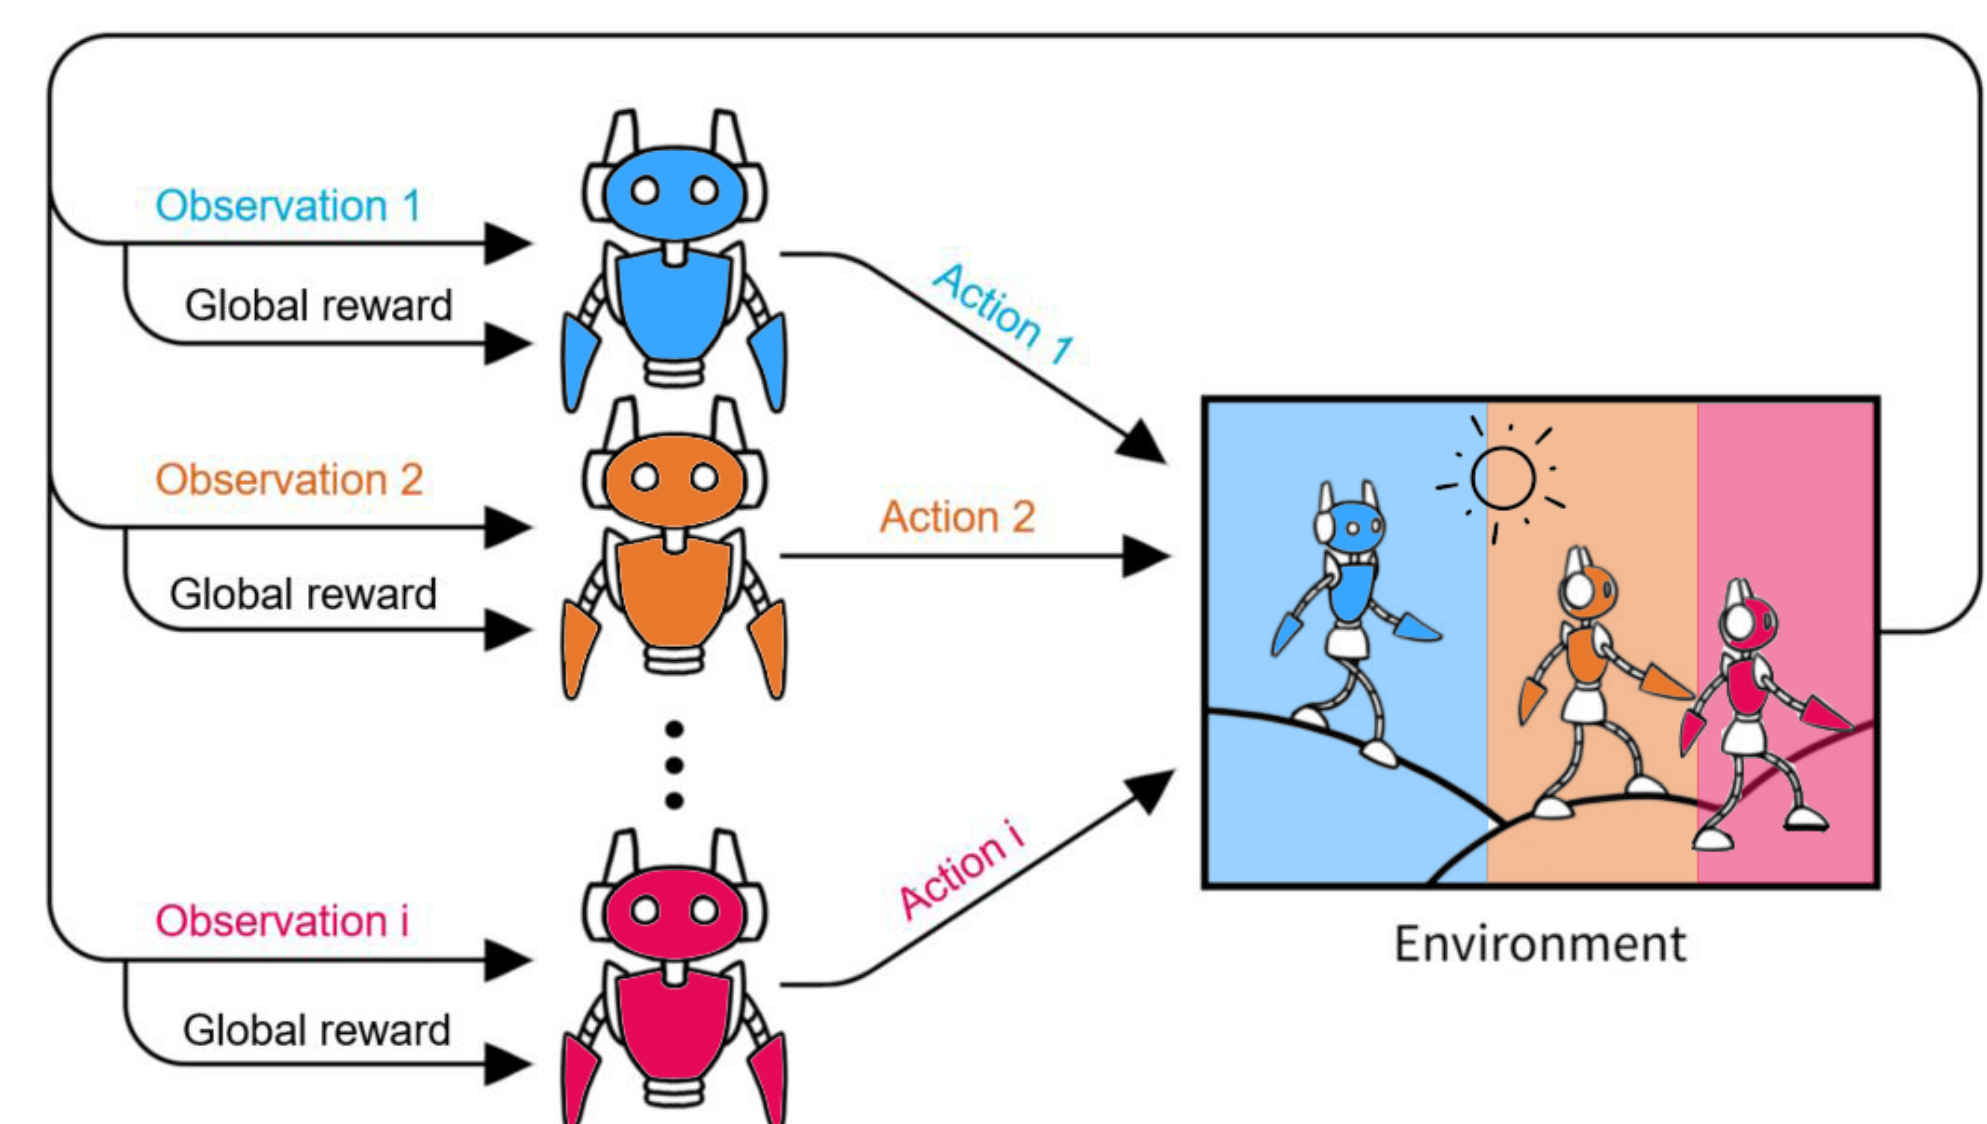 Observation 1
Global reward
Action 1
Observation 2
Global reward
Action 2
Observation i
Global reward
Action i
Environment